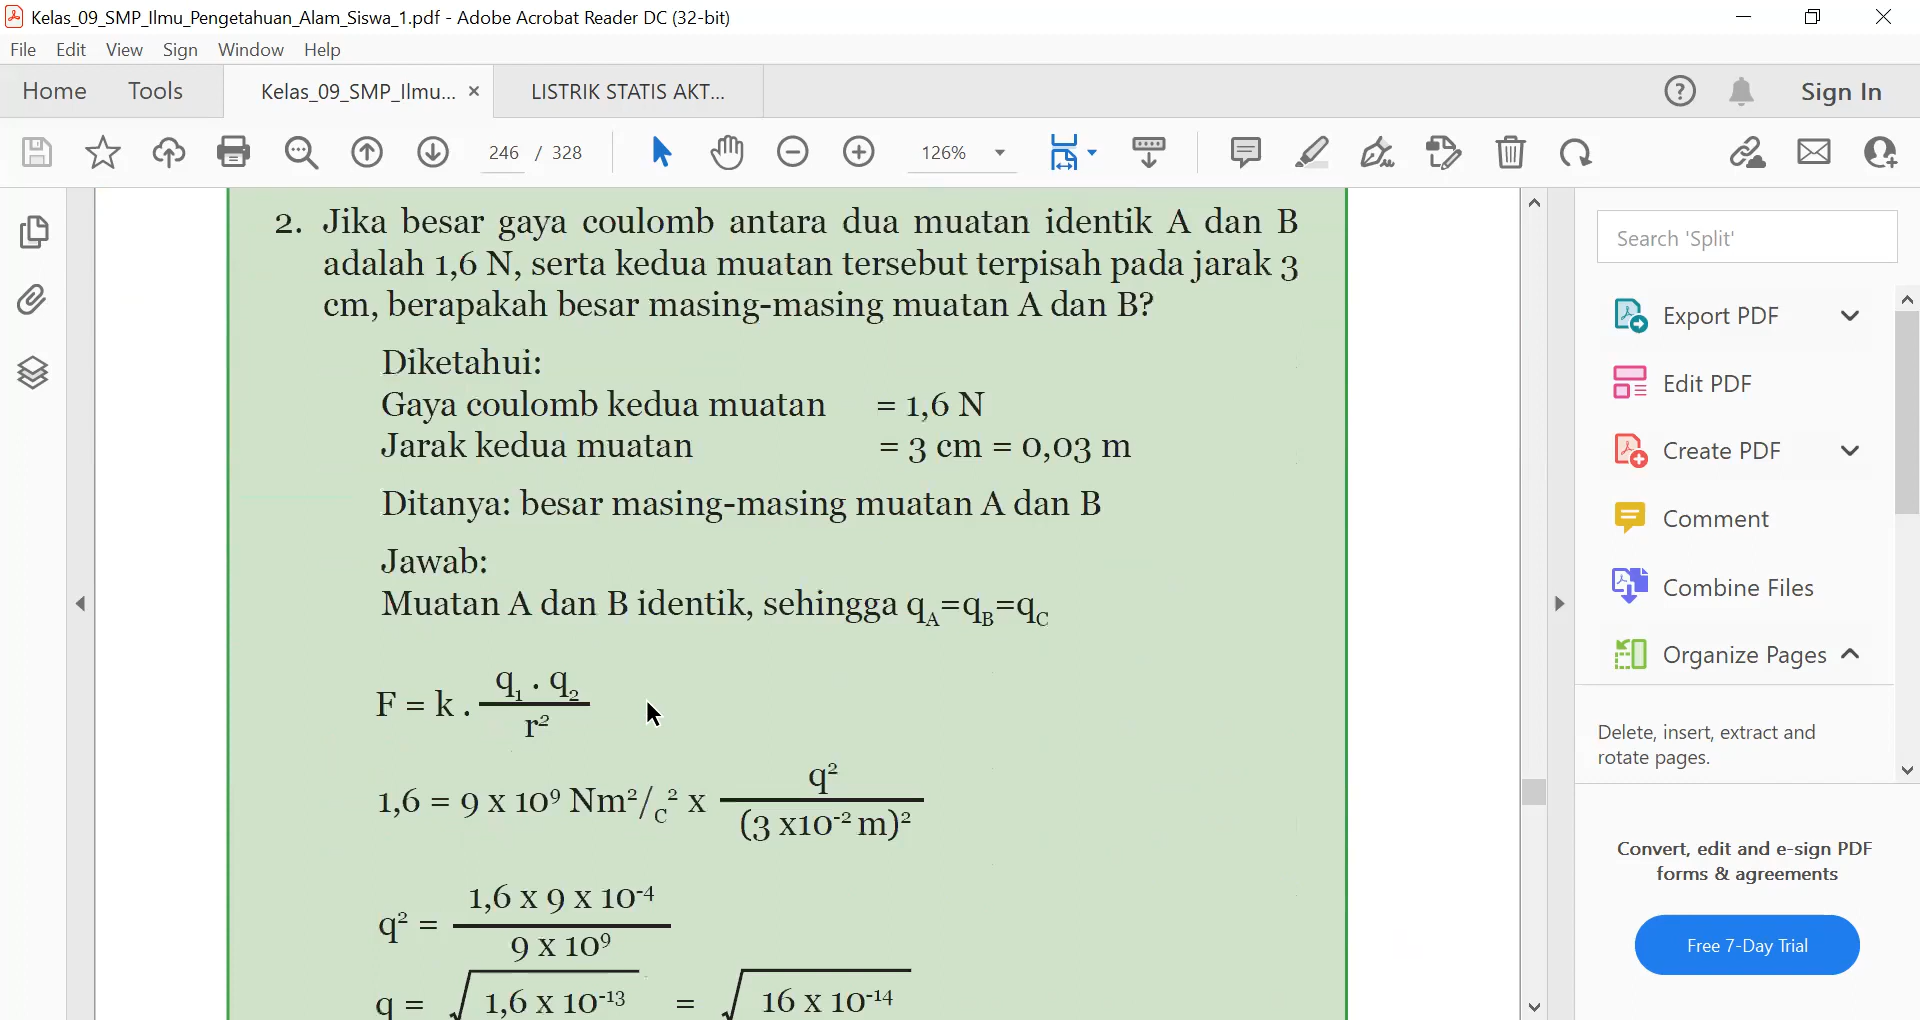 Kelas_09_SMP_Ilmu_Pengetahuan_Alam_Siswa_1.pdf - Adobe Acrobat Reader DC (32-bit)
File Edit View Sign Window Help
Home Tools Kelas_09_SMP_Ilmu... × LISTRIK STATIS AKT... Sign In
246 / 328 126%
2. Jika besar gaya coulomb antara dua muatan identik A dan B
adalah 1,6 N, serta kedua muatan tersebut terpisah pada jarak 3
cm, berapakah besar masing-masing muatan A dan B?
Diketahui:
Gaya coulomb kedua muatan = 1,6 N
Jarak kedua muatan = 3 cm = 0,03 m
Ditanya: besar masing-masing muatan A dan B
Jawab:
Muatan A dan B identik, sehingga q_A=q_B=q_C
F = k . q₁ . q₂ / r²
1,6 = 9 x 10⁹ Nm²/C² x q² / (3 x10⁻² m)²
q² = 1,6 x 9 x 10⁻⁴ / 9 x 10⁹
q = √1,6 x 10⁻¹³ = √16 x 10⁻¹⁴
Search 'Split'
Export PDF
Edit PDF
Create PDF
Comment
Combine Files
Organize Pages
Delete, insert, extract and
rotate pages.
Convert, edit and e-sign PDF
forms & agreements
Free 7-Day Trial